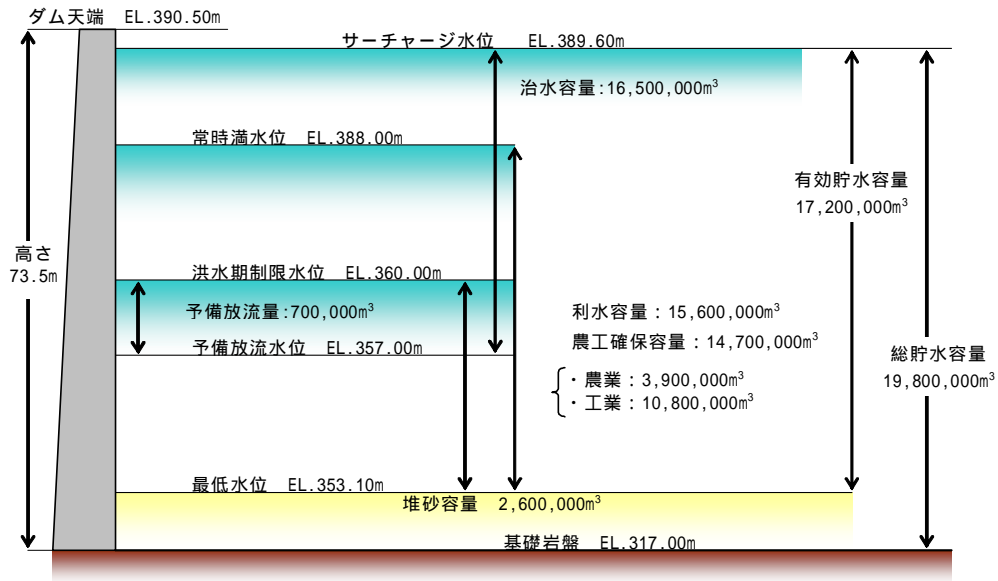 ダム天端 EL.390.50m
サーチャージ水位 EL.389.60m
治水容量:16,500,000m³
常時満水位 EL.388.00m
有効貯水容量
17,200,000m³
高さ
73.5m
洪水期制限水位 EL.360.00m
予備放流量:700,000m³
予備放流水位 EL.357.00m
利水容量:15,600,000m³
農工確保容量:14,700,000m³
・農業:3,900,000m³
・工業:10,800,000m³
総貯水容量
19,800,000m³
最低水位 EL.353.10m
堆砂容量 2,600,000m³
基礎岩盤 EL.317.00m